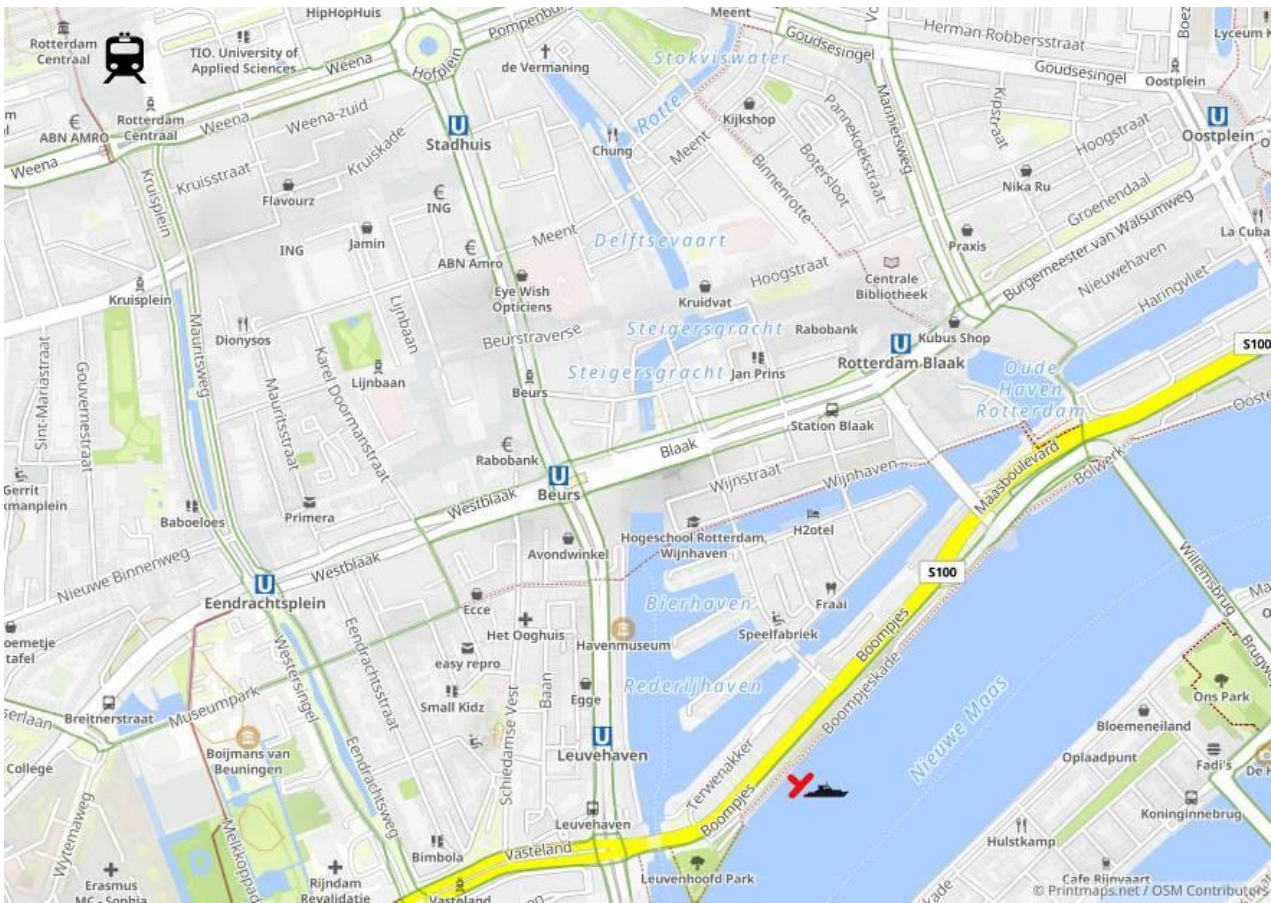 HipHopHuis
Rotterdam
Centraal
TIO. University of
Applied Sciences
Weena
Hofplein
Pompenburg
de Vermaning
Meent
Stokviswater
Goudsesingel
Herman Robbersstraat
Goudsesingel
Oostplein
ABN AMRO
Rotterdam
Centraal
Weena
Weena-zuid
Weena
Kruisplein
Kruisstraat
Kruiskade
Stadhuis
Chung
Rotte
Meent
Kijkshop
Binnenrotte
Botersloot
Pannekoekstraat
Mariniersweg
Kipstraat
Hoogstraat
Oostplein
Flavourz
ING
ING
Jamin
Meent
Delftsevaart
ABN Amro
Eye Wish
Opticiens
Hoogstraat
Kruidvat
Centrale
Bibliotheek
Praxis
Nika Ru
Groenendaal
Burgemeester van Walsumweg
Nieuwehaven
Haringvliet
La Cuba
Kruisplein
Mauritsweg
Dionysos
Lijnbaan
Beurstraverse
Steigersgracht
Rabobank
Kubus Shop
Rotterdam Blaak
S100
Sint-Mariastraat
Gouvernestraat
Mauritsstraat
Karel Doormanstraat
Lijnbaan
Beurs
Steigersgracht
Jan Prins
Oude
Haven
Rotterdam
Station Blaak
Rabobank
Blaak
Beurs
Westblaak
Wijnstraat
Wijnhaven
Maasboulevard
Bolwerk
Gerrit
kmanplein
Baboeloes
Primera
Nieuwe Binnenweg
Westblaak
Avondwinkel
Hogeschool Rotterdam,
Wijnhaven
H2otel
S100
Willemsbrug
Eendrachtsplein
Ecce
Het Ooghuis
Bierhaven
Fraai
Speelfabriek
Havenmuseum
easy repro
Boompjes
Boompjeskade
Westersingel
Eendrachtsstraat
Museumpark
Breitnerstraat
Small Kidz
Schiedamse Vest
Baan
Egge
Rederijhaven
Nieuwe Maas
Ons Park
Bloemeneiland
Oplaadpunt
Fadi's
Boijmans van
Beuningen
College
Leuvehaven
Terwenakker
Boompjes
Eendrachtsweg
Wytemaweg
Melkkoppad
Leuvehaven
Koninginnebrug
Hulstkamp
Bimbola
Vasteland
Leuvenhoofd Park
Erasmus
MC - Sophia
Rijndam
Revalidatie
Vasteland
Cafe Rijnvaart
© Printmaps.net / OSM Contributors